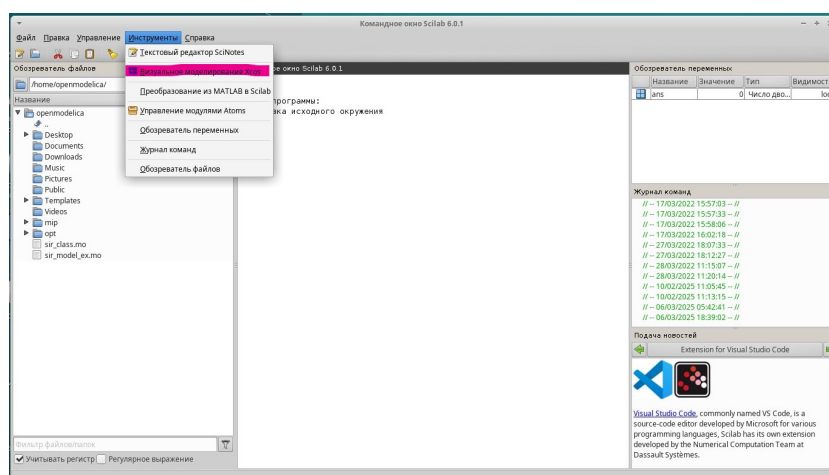 Командное окно Scilab 6.0.1
Файл Правка Управление Инструменты Справка
Текстовый редактор SciNotes
Визуальное моделирование Xcos
Преобразование из MATLAB в Scilab
Управление модулями Atoms
Обозреватель переменных
Журнал команд
Обозреватель файлов
Обозреватель файлов
/home/openmodelica/
Название
openmodelica
..
Desktop
Documents
Downloads
Music
Pictures
Public
Templates
Videos
mip
opt
sir_class.mo
sir_model_ex.mo
Фильтр файлов/папок
Учитывать регистр Регулярное выражение
ое окно Scilab 6.0.1
программы:
вка исходного окружения
Обозреватель переменных
Название Значение Тип Видимост
ans 0 Число дво... loc
Журнал команд
// -- 17/03/2022 15:57:03 -- //
// -- 17/03/2022 15:57:33 -- //
// -- 17/03/2022 15:58:06 -- //
// -- 17/03/2022 16:02:18 -- //
// -- 27/03/2022 18:07:33 -- //
// -- 27/03/2022 18:12:27 -- //
// -- 28/03/2022 11:15:07 -- //
// -- 28/03/2022 11:20:14 -- //
// -- 10/02/2025 11:05:45 -- //
// -- 10/02/2025 11:13:15 -- //
// -- 06/03/2025 05:42:41 -- //
// -- 06/03/2025 18:39:02 -- //
Подача новостей
Extension for Visual Studio Code
Visual Studio Code, commonly named VS Code, is a
source-code editor developed by Microsoft for various
programming languages, Scilab has its own extension
developed by the Numerical Computation Team at
Dassault Systèmes.